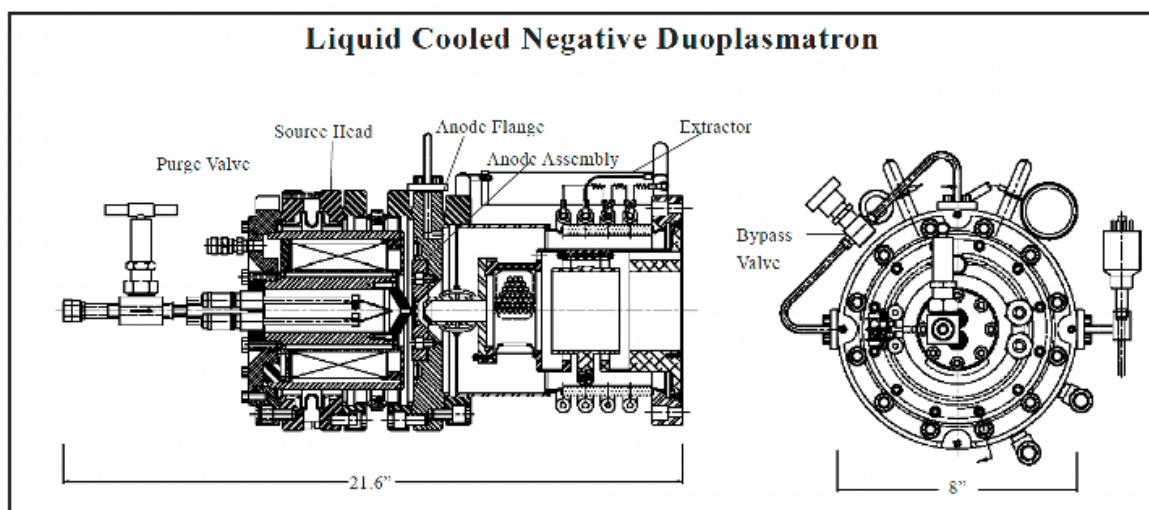 Liquid Cooled Negative Duoplasmatron
Anode Flange
Extractor
Source Head
Anode Assembly
Purge Valve
Bypass
Valve
21.6”
8”